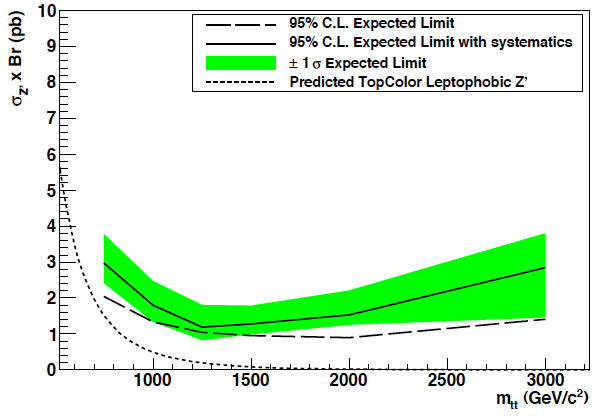 σZ' x Br (pb)
10
9
8
7
6
5
4
3
2
1
0
95% C.L. Expected Limit
95% C.L. Expected Limit with systematics
± 1 σ Expected Limit
Predicted TopColor Leptophobic Z'
1000 1500 2000 2500 3000
mtt (GeV/c²)